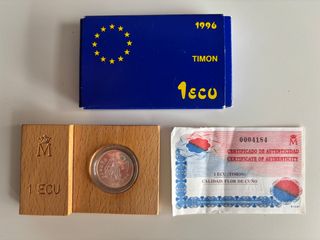 1996
TIMON
1 ECU
M
1 ECU
0004184
M
CERTIFICADO DE AUTENTICIDAD
CERTIFICATE OF AUTHENTICITY
1 ECU (TIMON)
CALIDAD: FLOR DE CUÑO